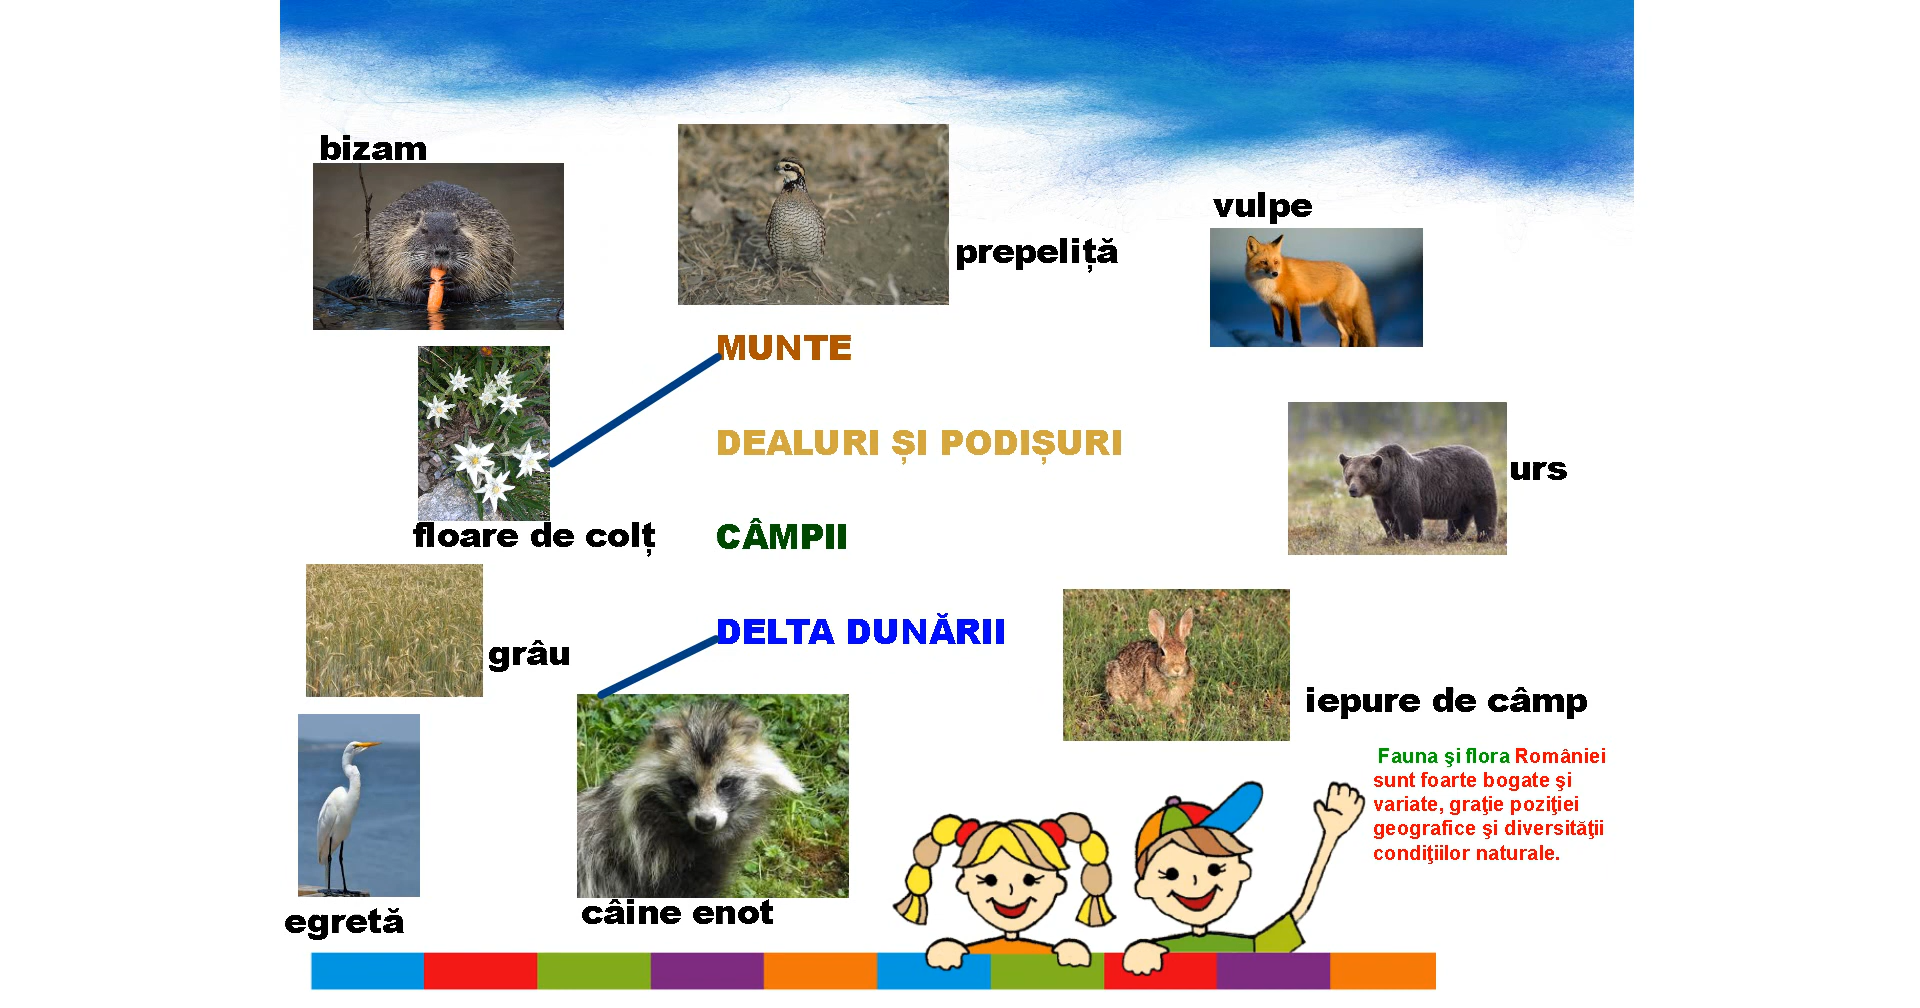 bizam
prepeliță
vulpe
MUNTE
DEALURI ȘI PODIȘURI
urs
floare de colț
CÂMPII
grâu
DELTA DUNĂRII
iepure de câmp
Fauna şi flora României
sunt foarte bogate şi
variate, graţie poziţiei
geografice şi diversităţii
condiţiilor naturale.
egretă
câine enot